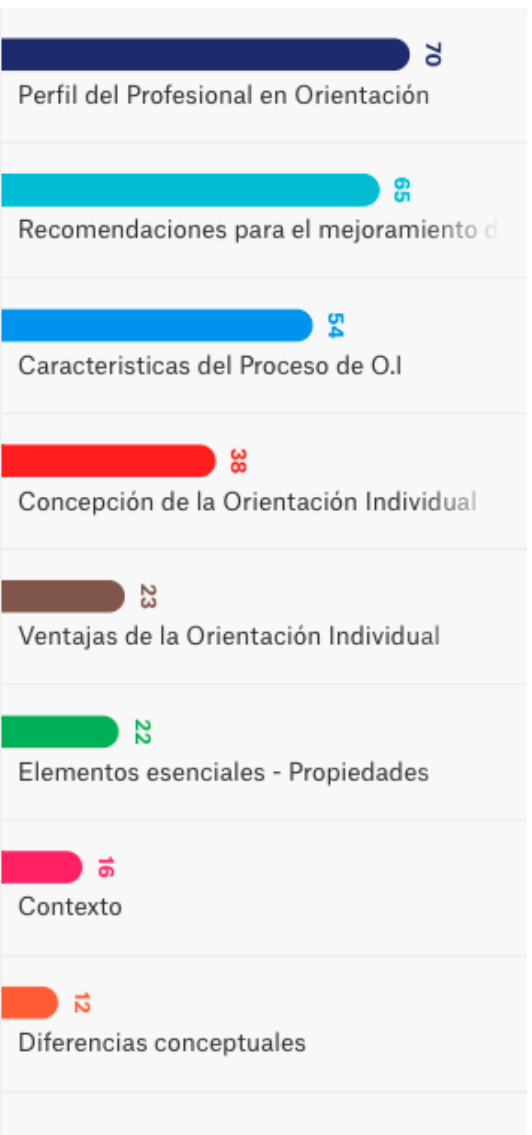 70
Perfil del Profesional en Orientación
65
Recomendaciones para el mejoramiento d
54
Caracteristicas del Proceso de O.I
38
Concepción de la Orientación Individual
23
Ventajas de la Orientación Individual
22
Elementos esenciales - Propiedades
16
Contexto
12
Diferencias conceptuales